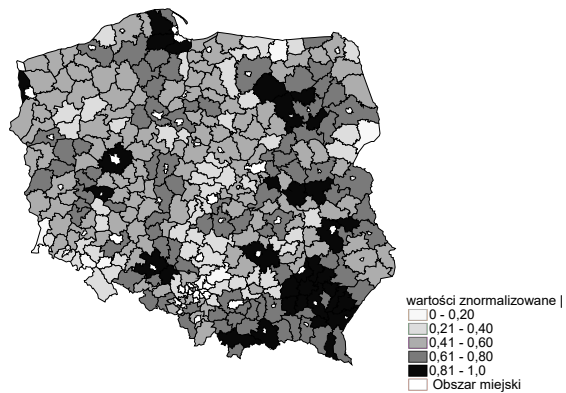 wartości znormalizowane |
0 - 0,20
0,21 - 0,40
0,41 - 0,60
0,61 - 0,80
0,81 - 1,0
Obszar miejski